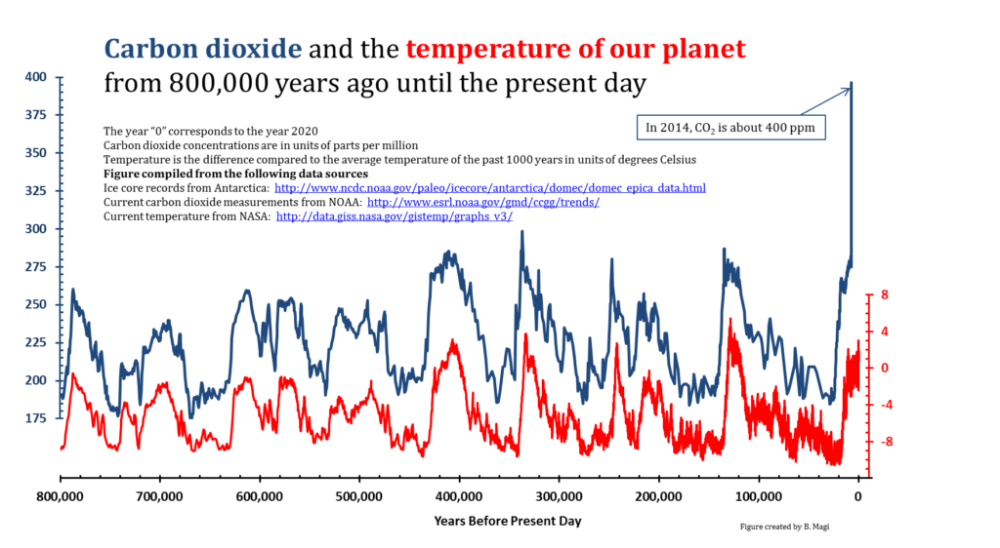 Carbon dioxide and the temperature of our planet
from 800,000 years ago until the present day
The year “0” corresponds to the year 2020
Carbon dioxide concentrations are in units of parts per million
Temperature is the difference compared to the average temperature of the past 1000 years in units of degrees Celsius
Figure compiled from the following data sources
Ice core records from Antarctica: http://www.ncdc.noaa.gov/paleo/icecore/antarctica/domec/domec_epica_data.html
Current carbon dioxide measurements from NOAA: http://www.esrl.noaa.gov/gmd/ccgg/trends/
Current temperature from NASA: http://data.giss.nasa.gov/gistemp/graphs_v3/
In 2014, CO₂ is about 400 ppm
400
375
350
325
300
275
250
225
200
175
8
4
0
-4
-8
800,000 700,000 600,000 500,000 400,000 300,000 200,000 100,000 0
Years Before Present Day
Figure created by B. Magi